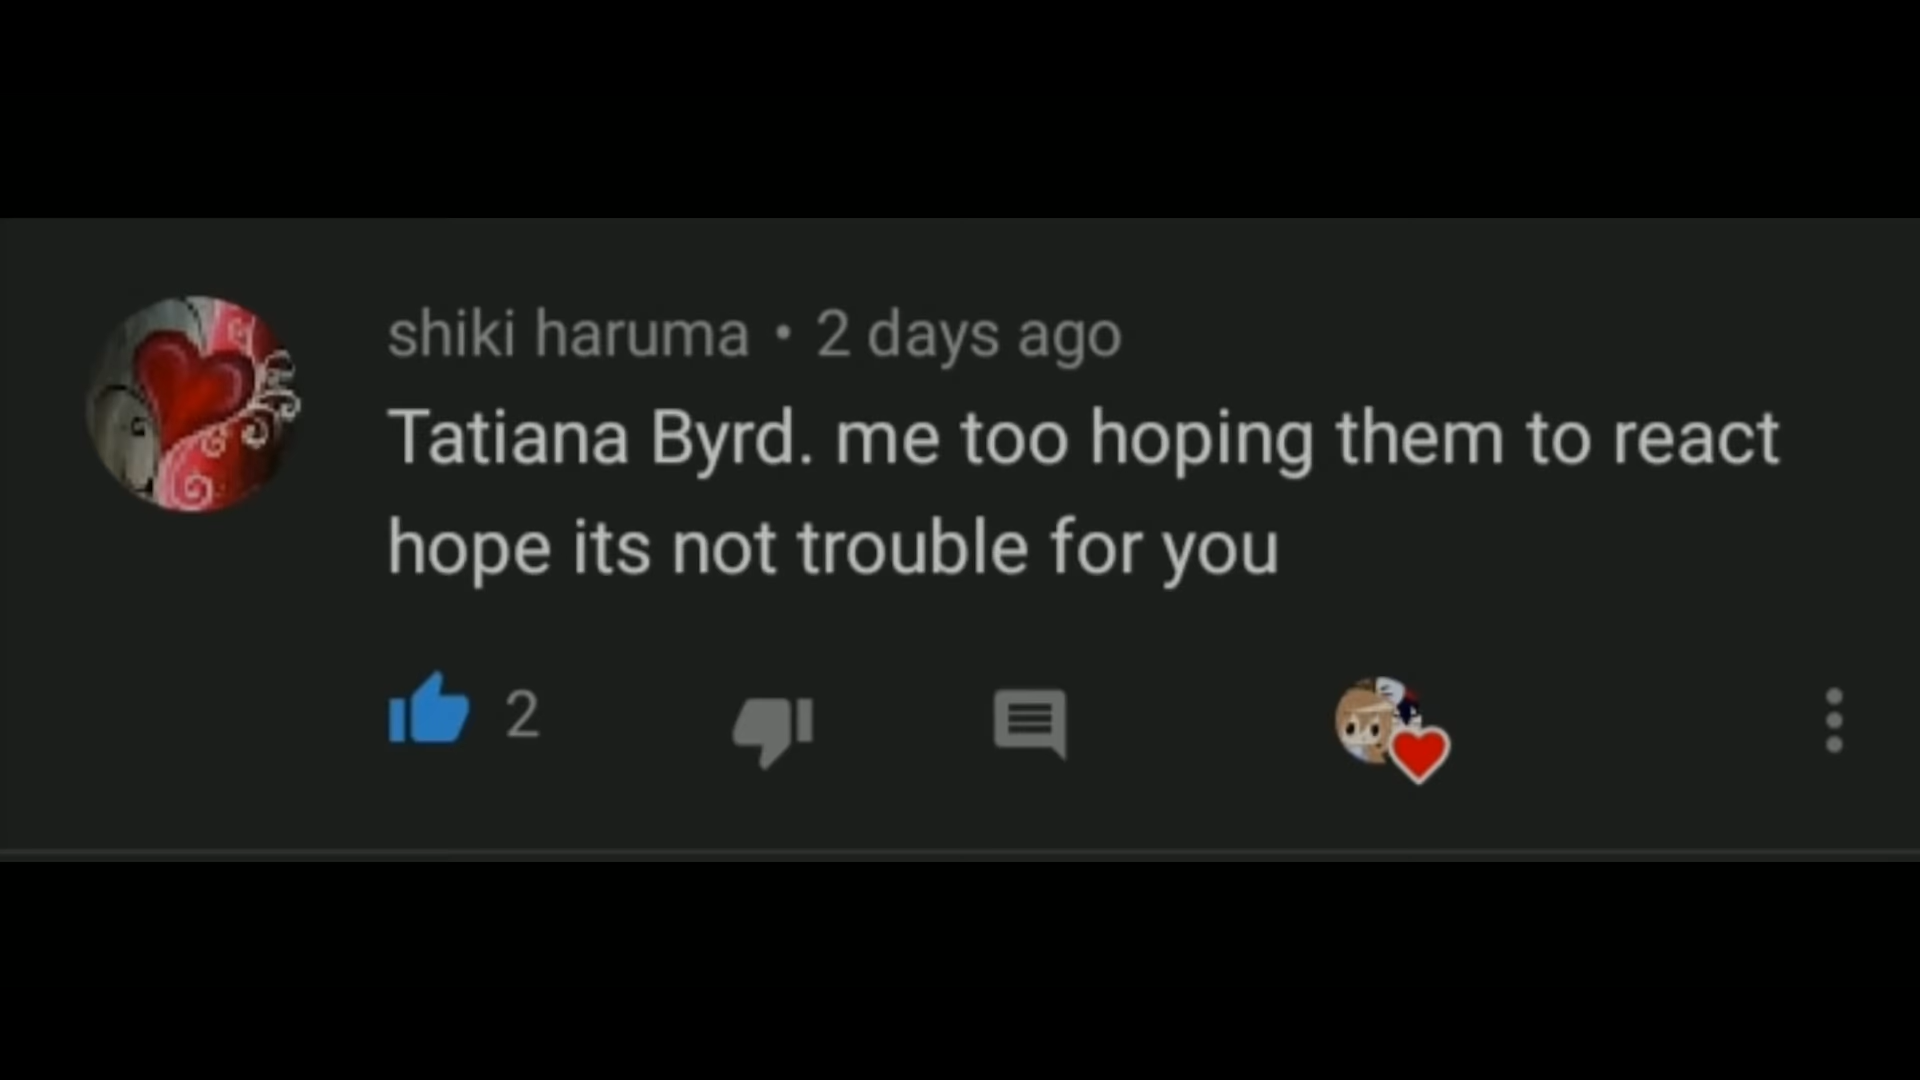 shiki haruma • 2 days ago
Tatiana Byrd. me too hoping them to react
hope its not trouble for you
2